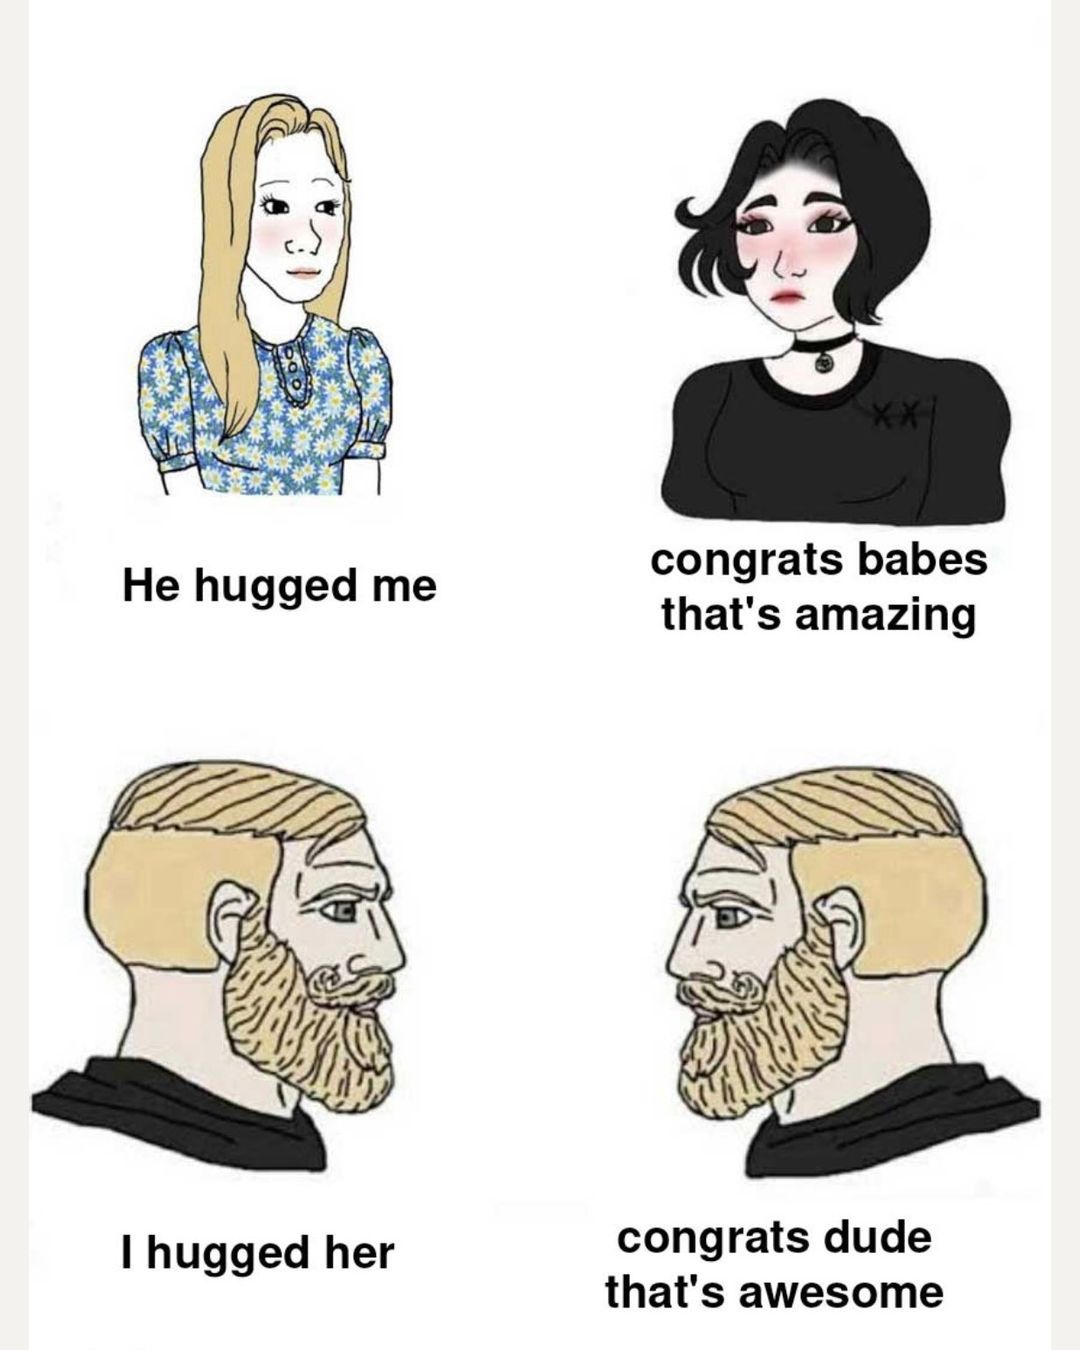 He hugged me
congrats babes
that's amazing
I hugged her
congrats dude
that's awesome